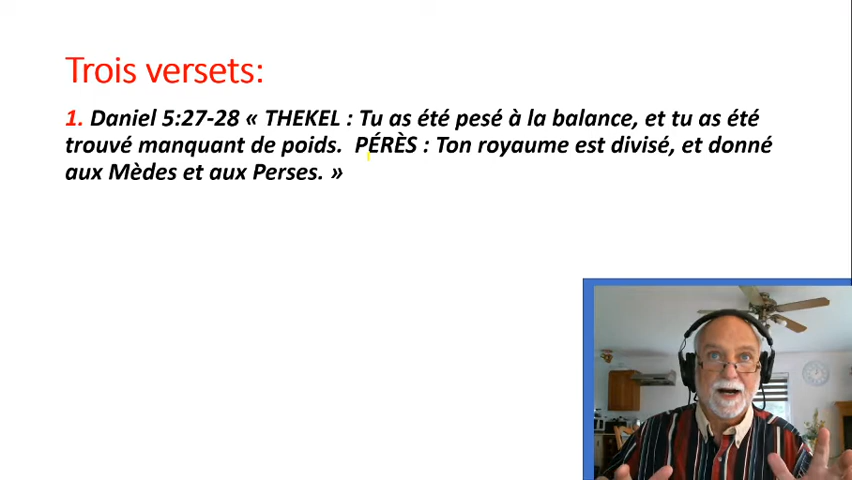 Trois versets:
1. Daniel 5:27-28 « THEKEL : Tu as été pesé à la balance, et tu as été
trouvé manquant de poids. PÉRÈS : Ton royaume est divisé, et donné
aux Mèdes et aux Perses. »